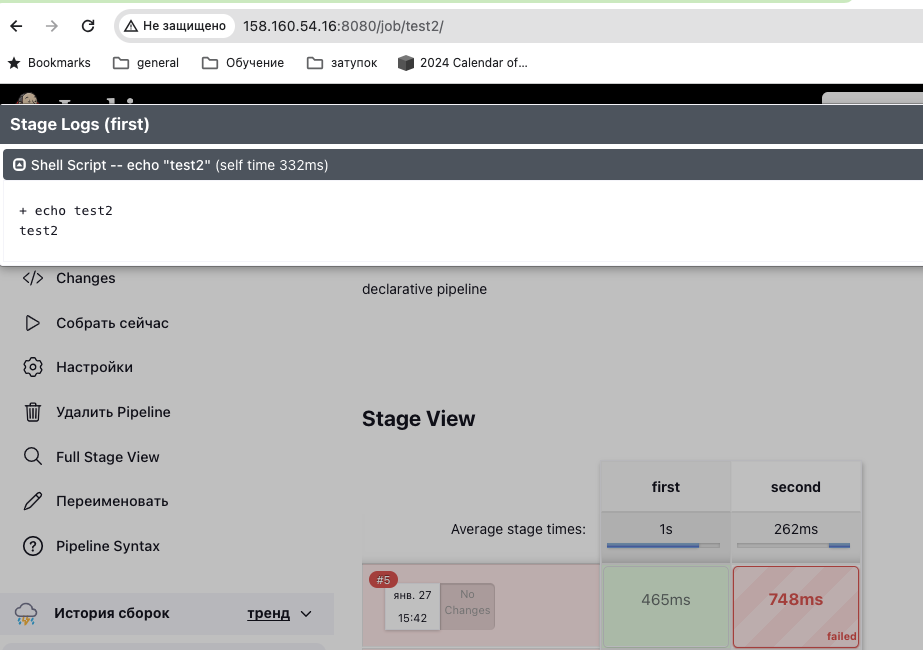 Не защищено 158.160.54.16:8080/job/test2/
Bookmarks general Обучение затупок 2024 Calendar of...
Stage Logs (first)
Shell Script -- echo "test2" (self time 332ms)
+ echo test2
test2
Changes
Собрать сейчас
Настройки
Удалить Pipeline
Full Stage View
Переименовать
Pipeline Syntax
История сборок тренд
declarative pipeline
Stage View
first second
Average stage times: 1s 262ms
#5
янв. 27
15:42
No
Changes
465ms 748ms
failed